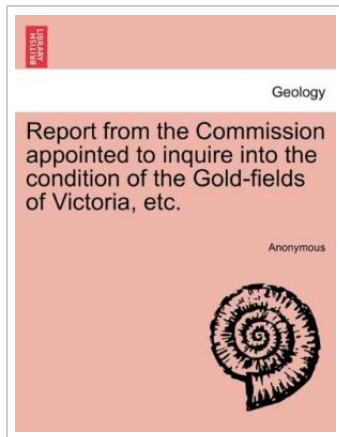 BRITISH
LIBRARY
Geology
Report from the Commission
appointed to inquire into the
condition of the Gold-fields
of Victoria, etc.
Anonymous